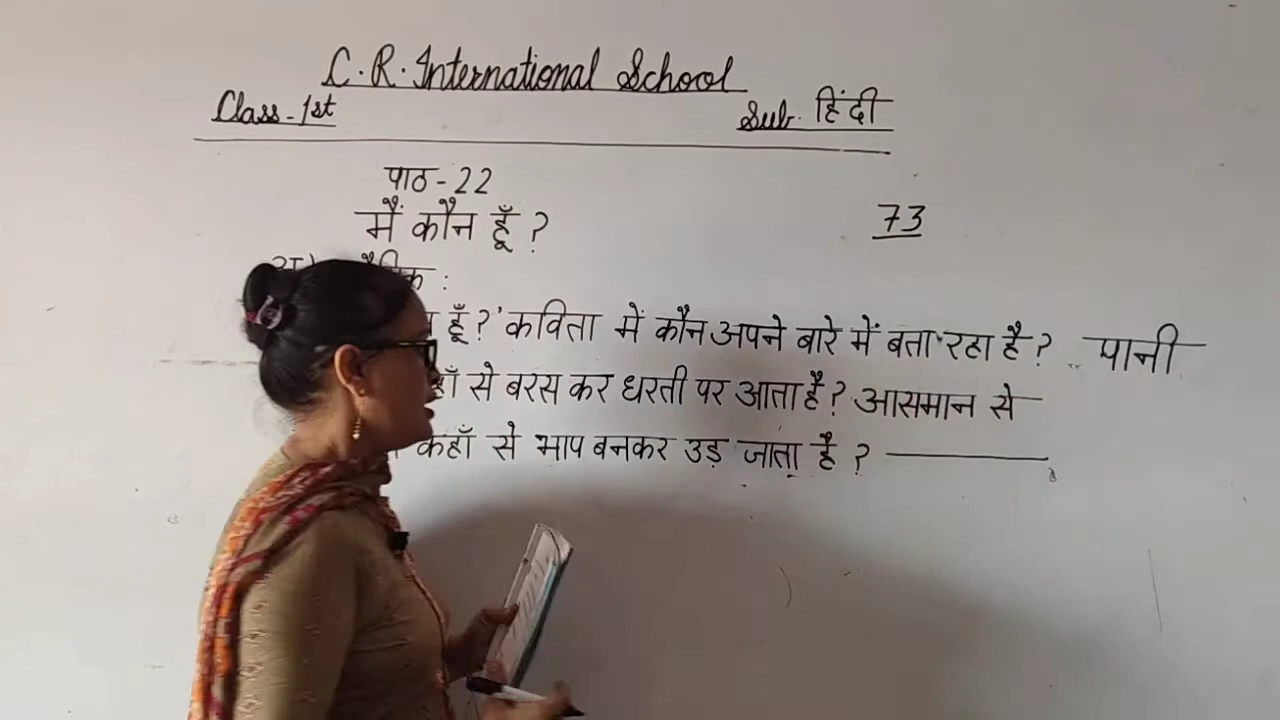 C.R. International School
Class-1st Sub. हिंदी
पाठ-22
मैं कौन हूँ ? 73
हूँ?' कविता में कौन अपने बारे में बता रहा है ? पानी
से बरस कर धरती पर आता है ? आसमान से
कहाँ से भाप बनकर उड़ जाता है ?